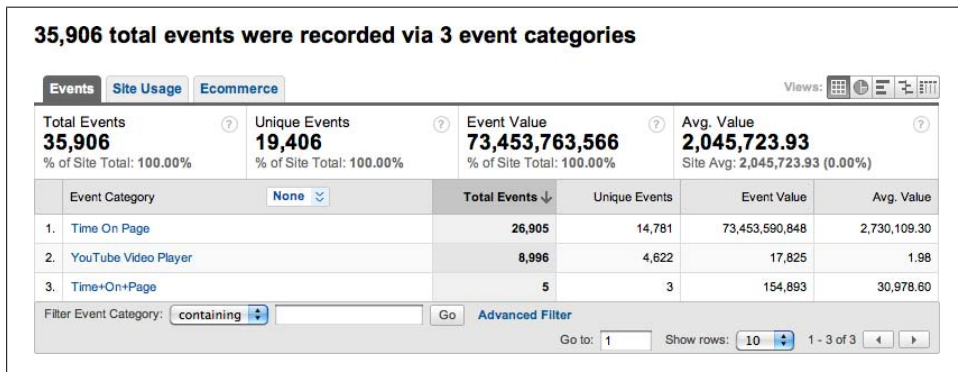 35,906 total events were recorded via 3 event categories
Events Site Usage Ecommerce Views:
Total Events ? Unique Events ? Event Value ? Avg. Value ?
35,906 19,406 73,453,763,566 2,045,723.93
% of Site Total: 100.00% % of Site Total: 100.00% % of Site Total: 100.00% Site Avg: 2,045,723.93 (0.00%)
Event Category None Total Events Unique Events Event Value Avg. Value
1. Time On Page 26,905 14,781 73,453,590,848 2,730,109.30
2. YouTube Video Player 8,996 4,622 17,825 1.98
3. Time+On+Page 5 3 154,893 30,978.60
Filter Event Category: containing Go Advanced Filter
Go to: 1 Show rows: 10 1 - 3 of 3